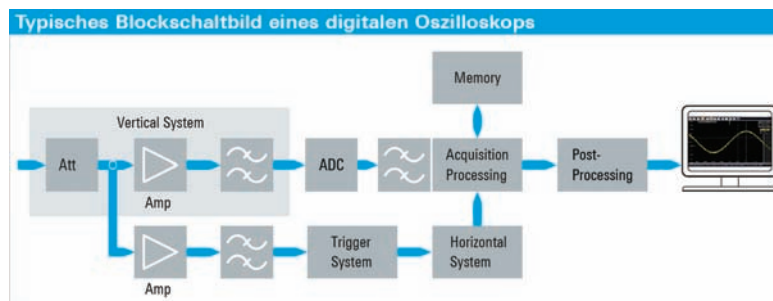 Typisches Blockschaltbild eines digitalen Oszilloskops
Memory
Vertical System
Att
Amp
ADC
Acquisition
Processing
Post-
Processing
Amp
Trigger
System
Horizontal
System